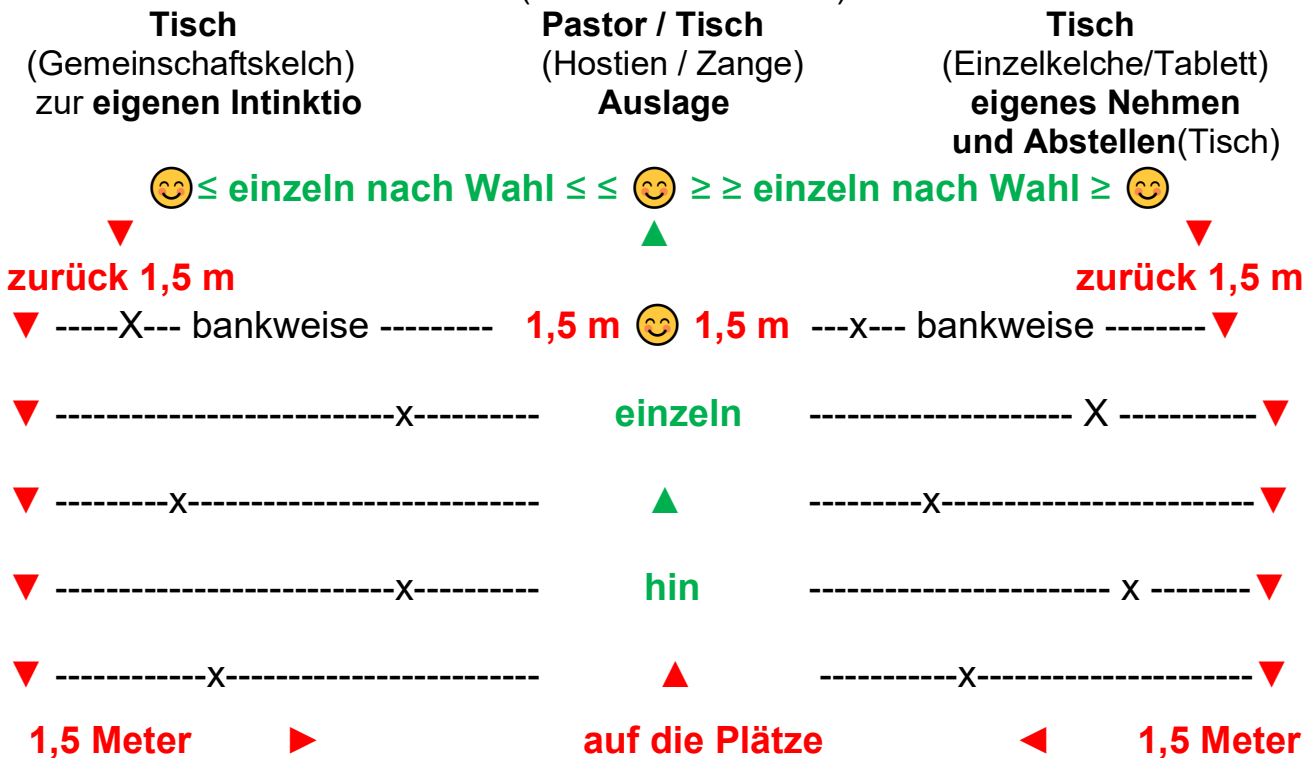 Tisch Pastor / Tisch Tisch
(Gemeinschaftskelch) (Hostien / Zange) (Einzelkelche/Tablett)
zur eigenen Intinktio Auslage eigenes Nehmen
und Abstellen(Tisch)
😊≤ einzeln nach Wahl ≤ ≤ 😊 ≥ ≥ einzeln nach Wahl ≥ 😊
▼ ▲ ▼
zurück 1,5 m zurück 1,5 m
▼ -----X--- bankweise --------- 1,5 m 😊 1,5 m ---x--- bankweise --------▼
▼ ---------------------------x---------- einzeln --------------------- X -----------▼
▼ ---------x---------------------------- ▲ ---------x-------------------------▼
▼ ---------------------------x---------- hin ------------------------ x --------▼
▼ ------------x------------------------- ▲ -----------x----------------------▼
1,5 Meter ► auf die Plätze ◄ 1,5 Meter